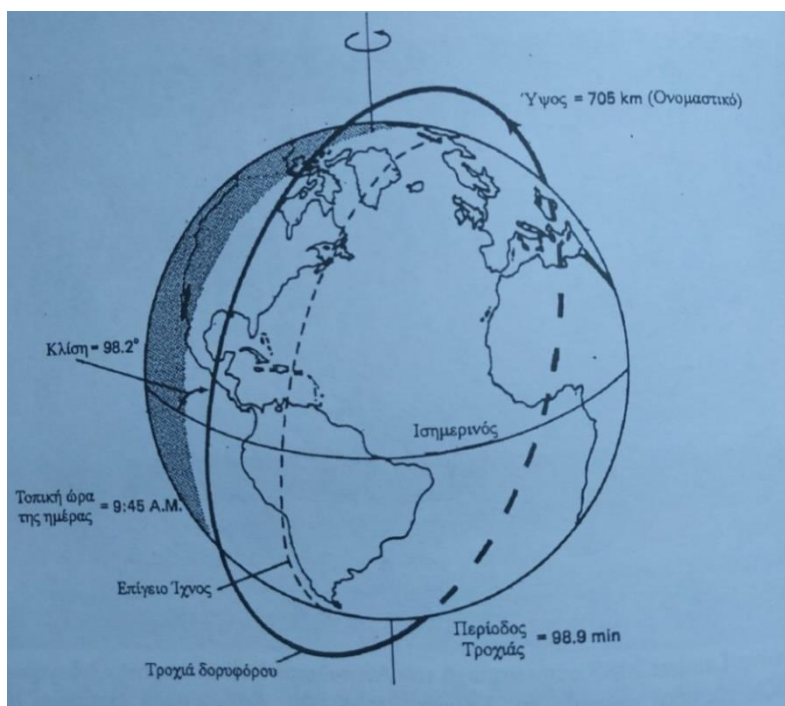 Ύψος = 705 km (Ονομαστικό)
Κλίση = 98.2°
Ισημερινός
Τοπική ώρα
της ημέρας = 9:45 A.M.
Επίγειο Ίχνος
Περίοδος
Τροχιάς = 98.9 min
Τροχιά δορυφόρου